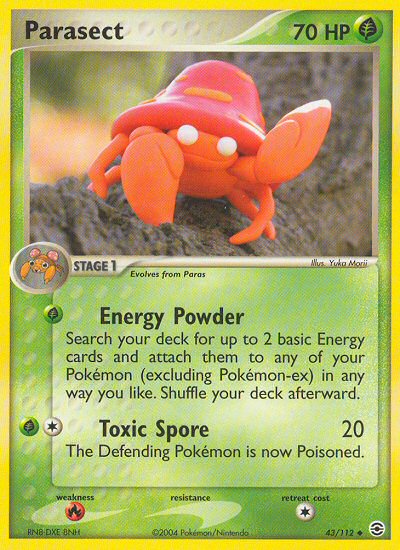 Parasect 70 HP
Illus. Yuka Morii
STAGE 1
Evolves from Paras
Energy Powder
Search your deck for up to 2 basic Energy
cards and attach them to any of your
Pokémon (excluding Pokémon-ex) in any
way you like. Shuffle your deck afterward.
Toxic Spore 20
The Defending Pokémon is now Poisoned.
weakness resistance retreat cost
RN8-DXE-8NH ©2004 Pokémon/Nintendo 43/112